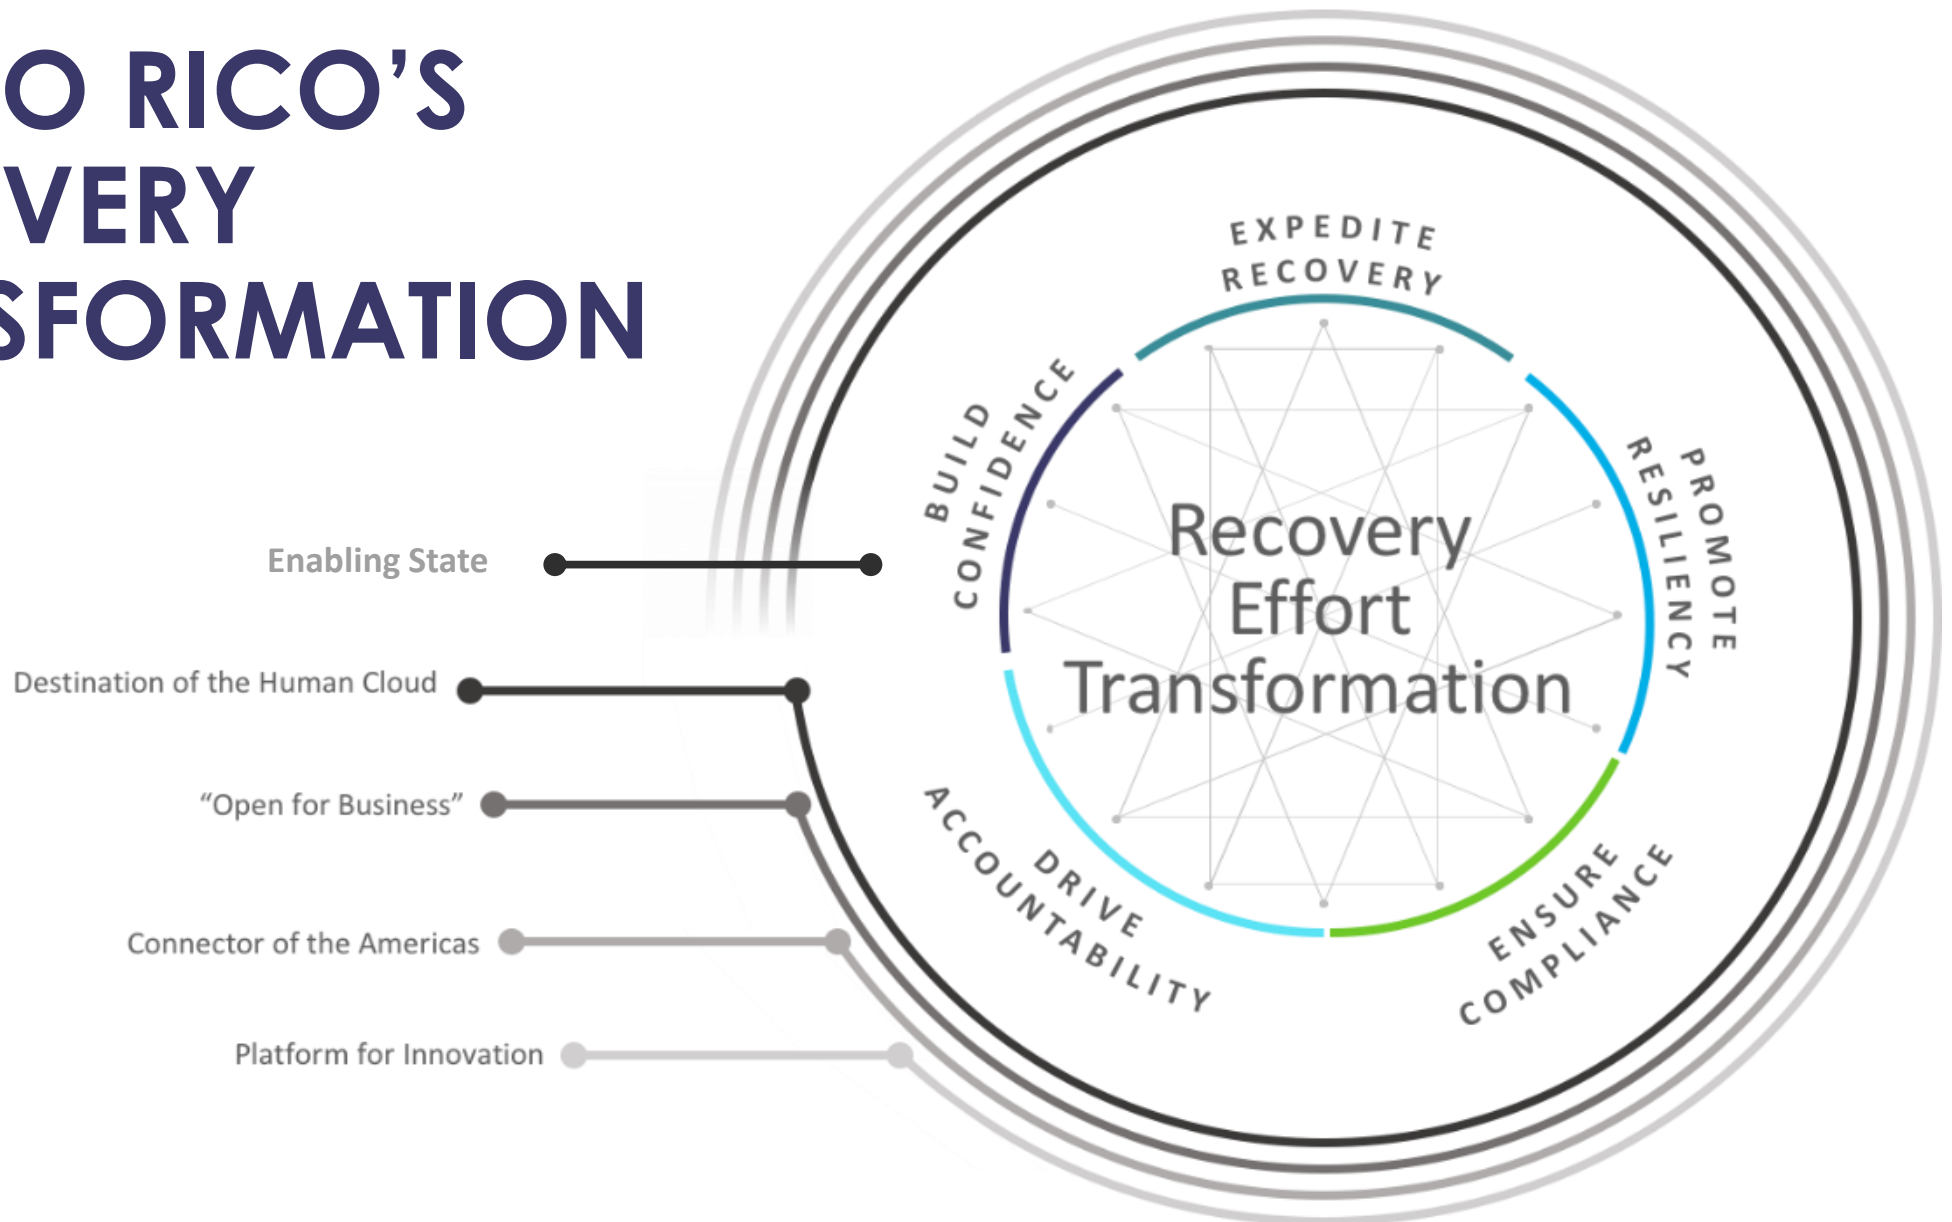 O RICO’S
VERY
SFORMATION
EXPEDITE
RECOVERY
BUILD
CONFIDENCE
PROMOTE
RESILIENCY
Recovery
Effort
Transformation
Enabling State
Destination of the Human Cloud
“Open for Business”
Connector of the Americas
Platform for Innovation
DRIVE
ACCOUNTABILITY
ENSURE
COMPLIANCE